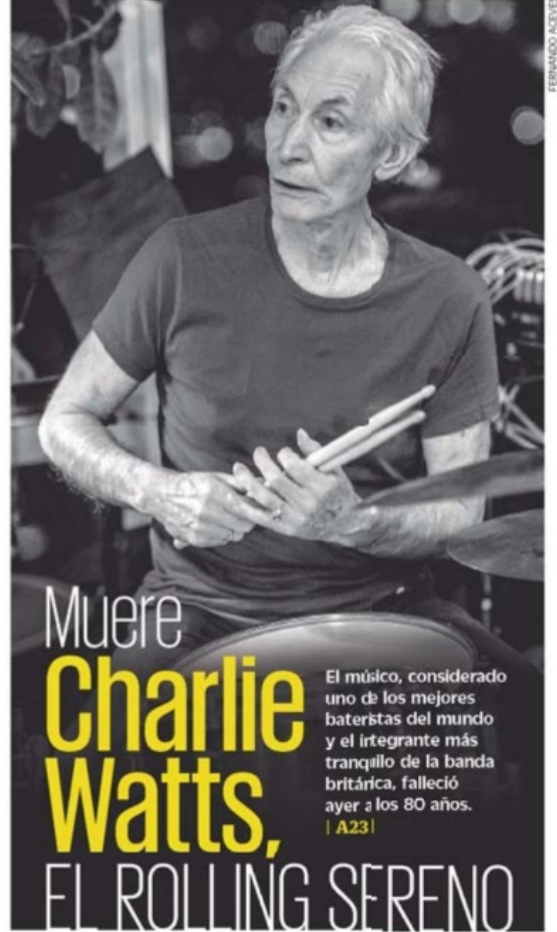 FERNANDO ACEVES
Muere
Charlie
Watts,
EL ROLLING SERENO
El músico, considerado
uno de los mejores
bateristas del mundo
y el integrante más
tranquilo de la banda
británica, falleció
ayer a los 80 años.
| A23 |